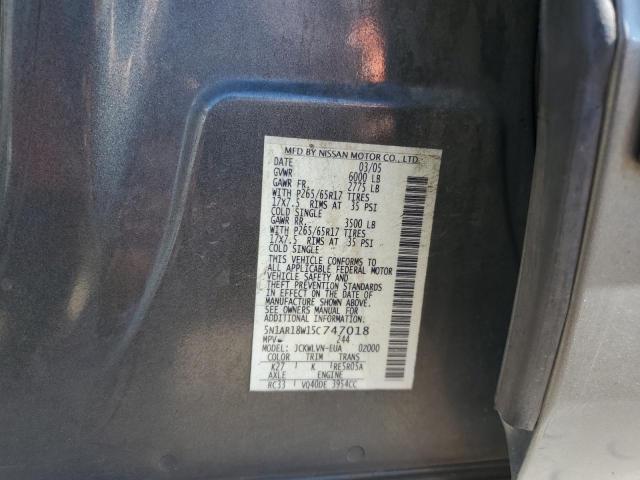 MFD BY NISSAN MOTOR CO., LTD.
DATE 03/05
GVWR 6000 LB
GAWR FR. 2775 LB
WITH P265/65R17 TIRES
17X7.5 RIMS AT 35 PSI
COLD SINGLE
GAWR RR. 3500 LB
WITH P265/65R17 TIRES
17X7.5 RIMS AT 35 PSI
COLD SINGLE
THIS VEHICLE CONFORMS TO
ALL APPLICABLE FEDERAL MOTOR
VEHICLE SAFETY AND
THEFT PREVENTION STANDARDS
IN EFFECT ON THE DATE OF
MANUFACTURE SHOWN ABOVE.
SEE OWNERS MANUAL FOR
ADDITIONAL INFORMATION
5N1AR18W15C747018
MPV 244
MODEL: JCKWLVN-EUA 02000
COLOR TRIM TRANS
K27 K RE5R05A
AXLE ENGINE
RC33 VQ40DE 3954CC